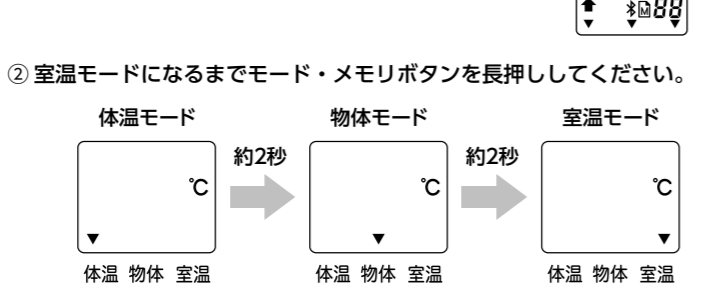 88
② 室温モードになるまでモード・メモリボタンを長押ししてください。
体温モード 物体モード 室温モード
約2秒 約2秒
℃ ℃ ℃
体温 物体 室温 体温 物体 室温 体温 物体 室温